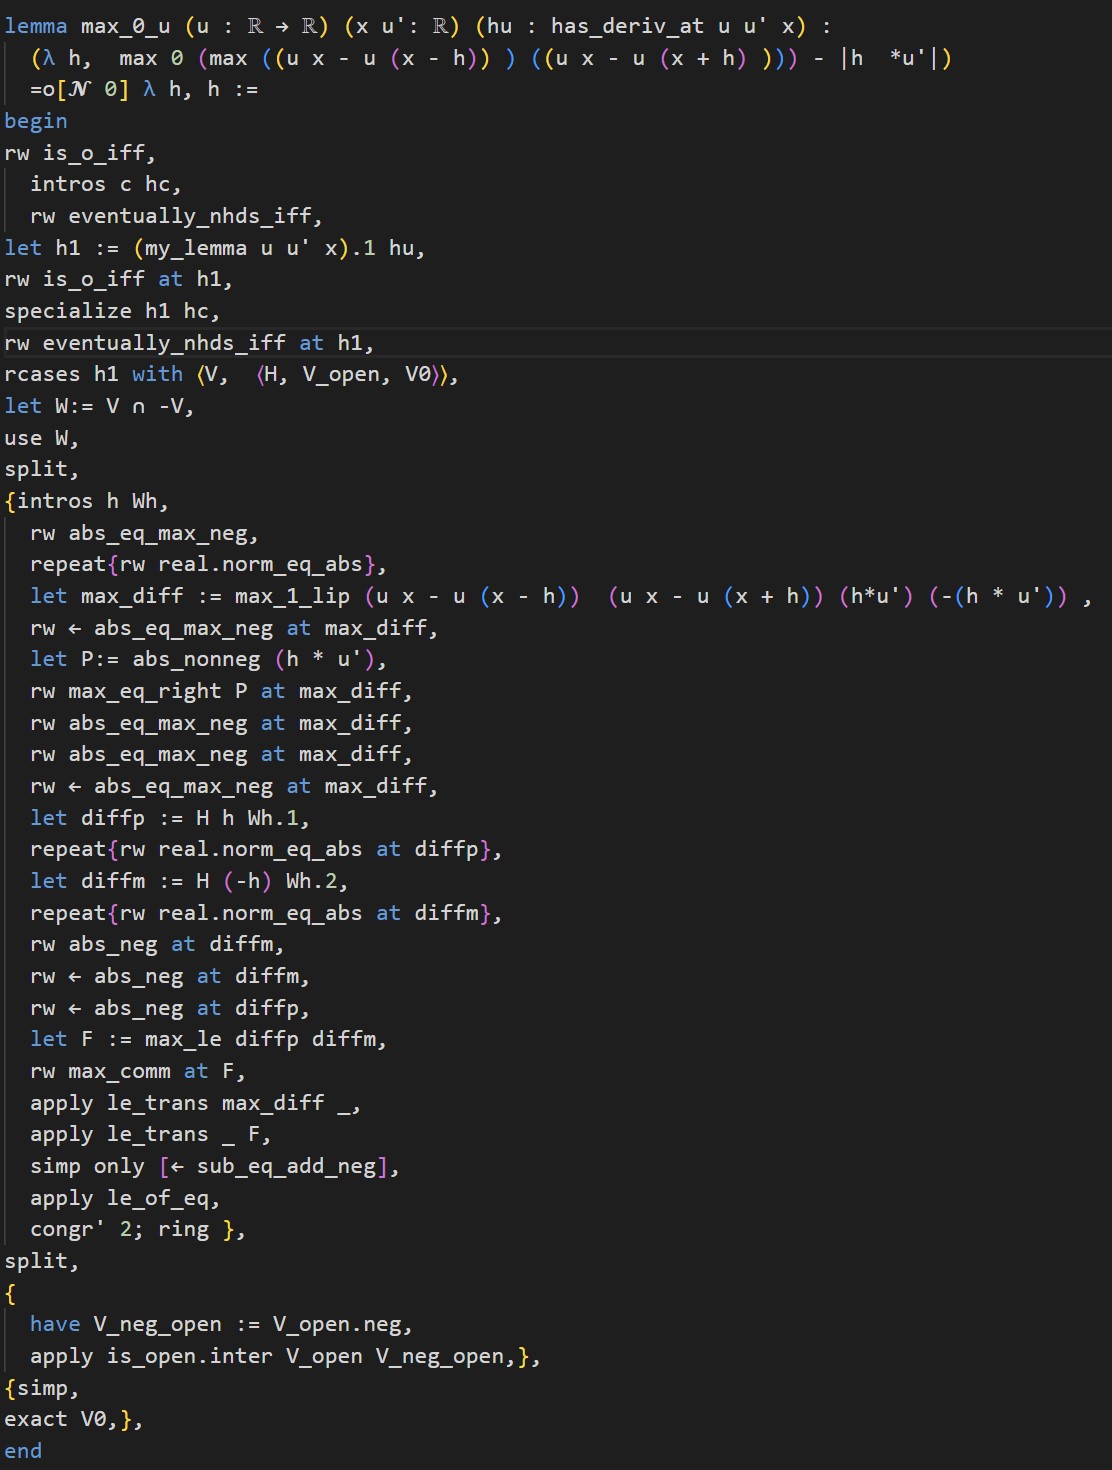 lemma max_0_u (u : ℝ → ℝ) (x u': ℝ) (hu : has_deriv_at u u' x) :
  (λ h,  max 0 (max ((u x - u (x - h)) ) ((u x - u (x + h) ))) - |h  *u'|)
  =o[𝓝 0] λ h, h :=
begin
rw is_o_iff,
  intros c hc,
  rw eventually_nhds_iff,
let h1 := (my_lemma u u' x).1 hu,
rw is_o_iff at h1,
specialize h1 hc,
rw eventually_nhds_iff at h1,
rcases h1 with ⟨V,  ⟨H, V_open, V0⟩⟩,
let W:= V ∩ -V,
use W,
split,
{intros h Wh,
  rw abs_eq_max_neg,
  repeat{rw real.norm_eq_abs},
  let max_diff := max_1_lip (u x - u (x - h))  (u x - u (x + h)) (h*u') (-(h * u')) ,
  rw ← abs_eq_max_neg at max_diff,
  let P:= abs_nonneg (h * u'),
  rw max_eq_right P at max_diff,
  rw abs_eq_max_neg at max_diff,
  rw abs_eq_max_neg at max_diff,
  rw ← abs_eq_max_neg at max_diff,
  let diffp := H h Wh.1,
  repeat{rw real.norm_eq_abs at diffp},
  let diffm := H (-h) Wh.2,
  repeat{rw real.norm_eq_abs at diffm},
  rw abs_neg at diffm,
  rw ← abs_neg at diffm,
  rw ← abs_neg at diffp,
  let F := max_le diffp diffm,
  rw max_comm at F,
  apply le_trans max_diff _,
  apply le_trans _ F,
  simp only [← sub_eq_add_neg],
  apply le_of_eq,
  congr' 2; ring },
split,
{
  have V_neg_open := V_open.neg,
  apply is_open.inter V_open V_neg_open,},
{simp,
exact V0,},
end